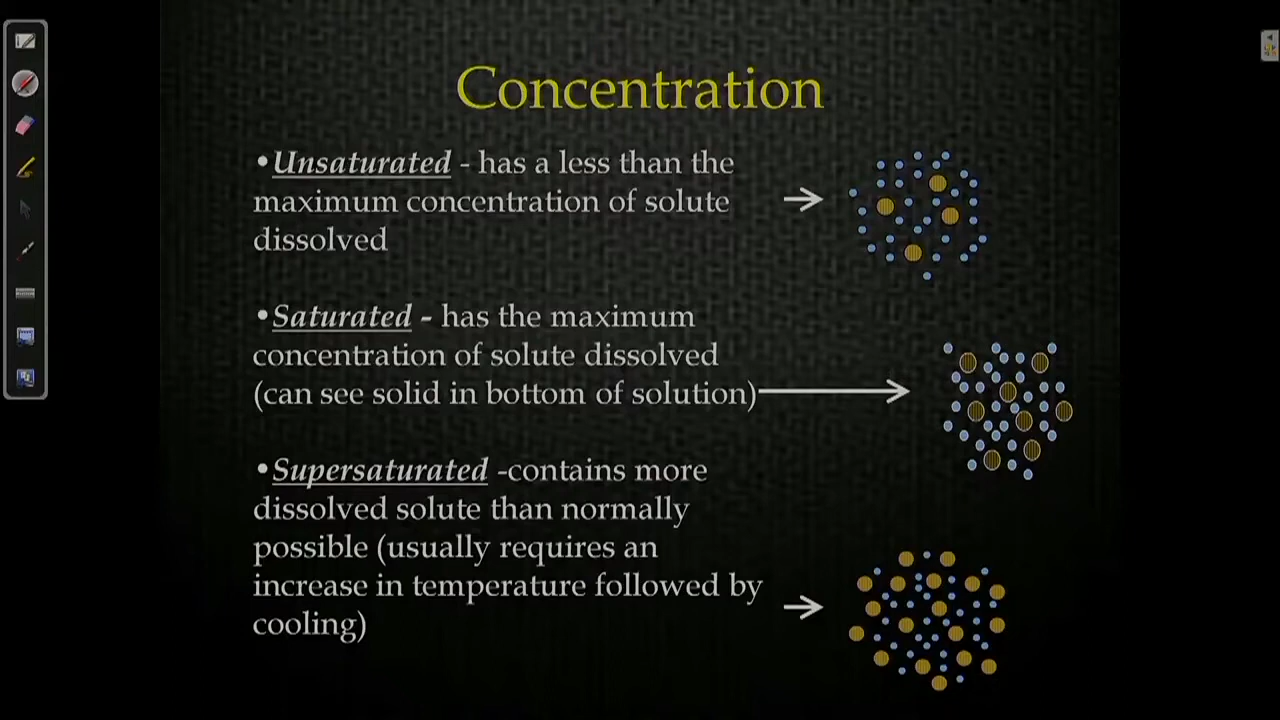 Concentration
•Unsaturated - has a less than the
maximum concentration of solute
dissolved
•Saturated - has the maximum
concentration of solute dissolved
(can see solid in bottom of solution)
•Supersaturated -contains more
dissolved solute than normally
possible (usually requires an
increase in temperature followed by
cooling)